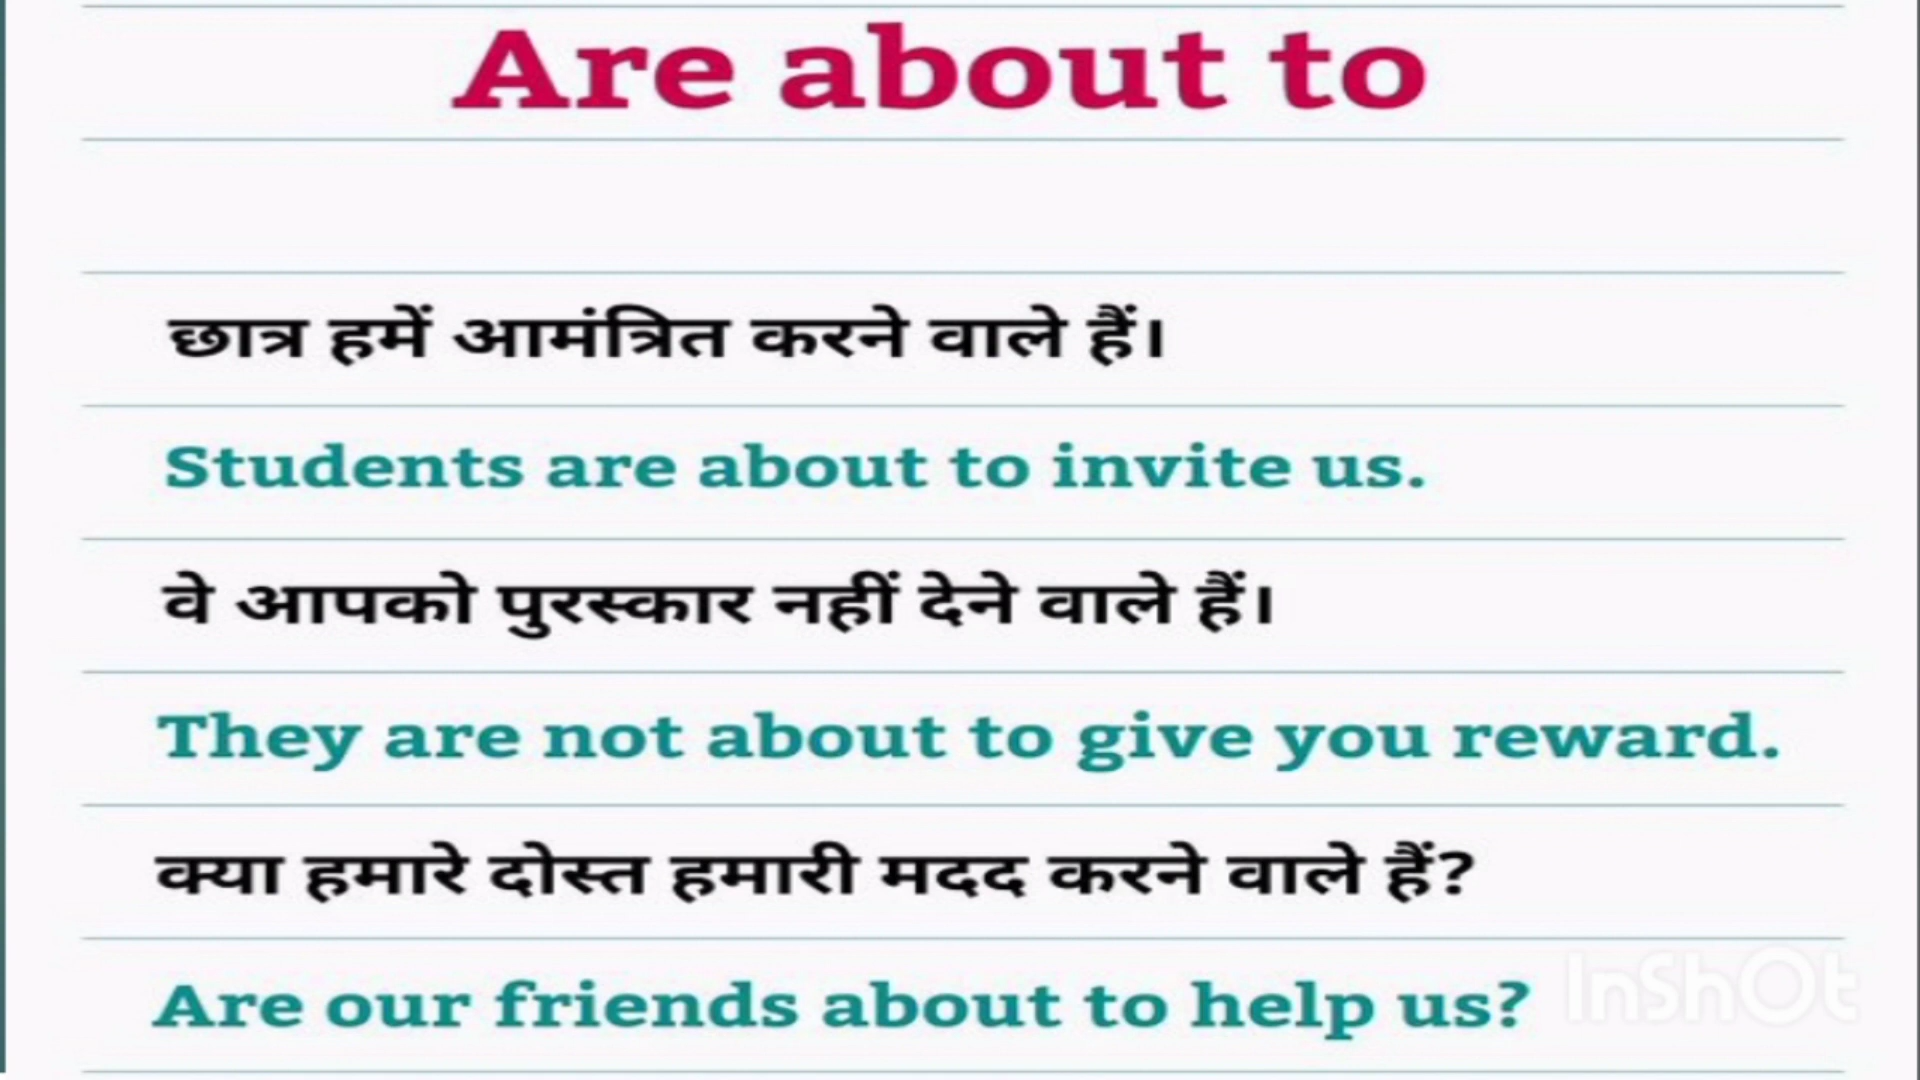 Are about to
छात्र हमें आमंत्रित करने वाले हैं।
Students are about to invite us.
वे आपको पुरस्कार नहीं देने वाले हैं।
They are not about to give you reward.
क्या हमारे दोस्त हमारी मदद करने वाले हैं?
Are our friends about to help us?
InShOt